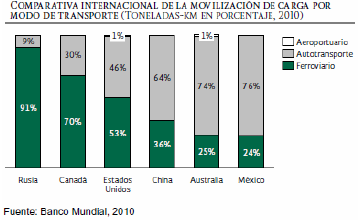 COMPARATIVA INTERNACIONAL DE LA MOVILIZACIÓN DE CARGA POR
MODO DE TRANSPORTE (TONELADAS-KM EN PORCENTAJE, 2010)
Aeroportuario
Autotransporte
Ferroviario
9% 30% 1% 46% 64% 1% 74% 76%
91% 70% 53% 36% 25% 24%
Rusia Canadá Estados Unidos China Australia México
Fuente: Banco Mundial, 2010